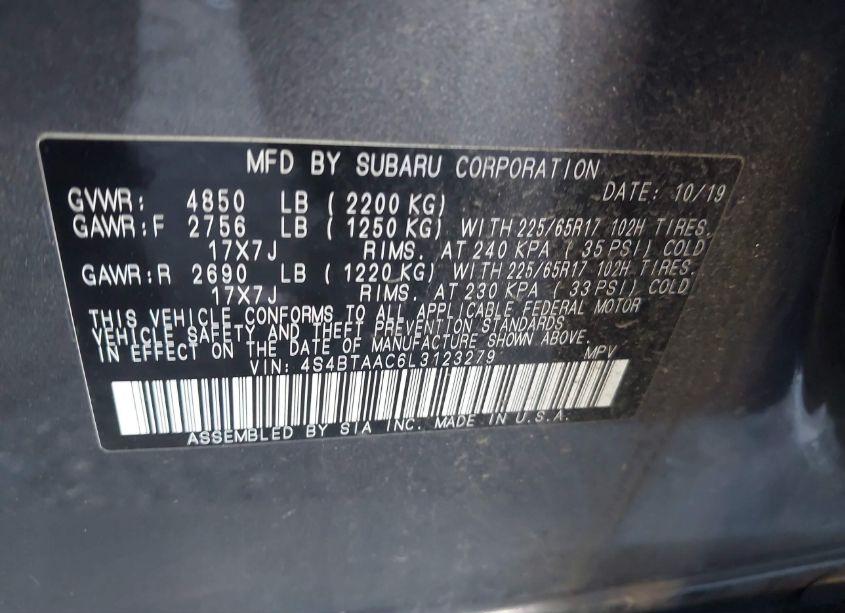 MFD BY SUBARU CORPORATION
DATE: 10/19
GVWR: 4850 LB ( 2200 KG)
GAWR:F 2756 LB ( 1250 KG) WITH 225/65R17 102H TIRES.
17X7J RIMS. AT 240 KPA ( 35 PSI) COLD
GAWR:R 2690 LB ( 1220 KG) WITH 225/65R17 102H TIRES.
17X7J RIMS. AT 230 KPA ( 33 PSI) COLD
THIS VEHICLE CONFORMS TO ALL APPLICABLE FEDERAL MOTOR
VEHICLE SAFETY AND THEFT PREVENTION STANDARDS
IN EFFECT ON THE DATE OF MANUFACTURE SHOWN ABOVE.
VIN: 4S4BTAAC6L3123279 MPV
ASSEMBLED BY SIA INC. MADE IN U.S.A.